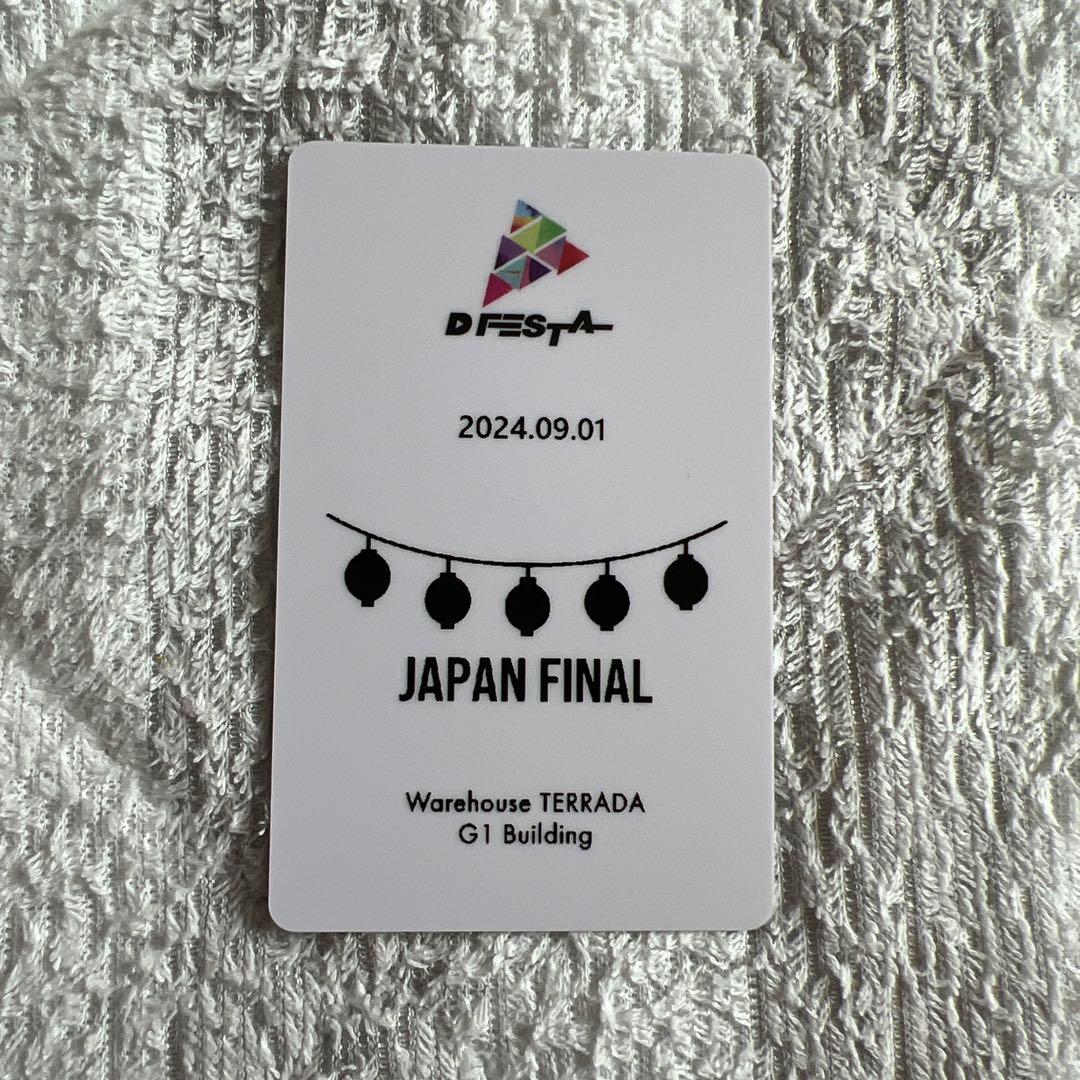 D FESTA
2024.09.01
JAPAN FINAL
Warehouse TERRADA
G1 Building